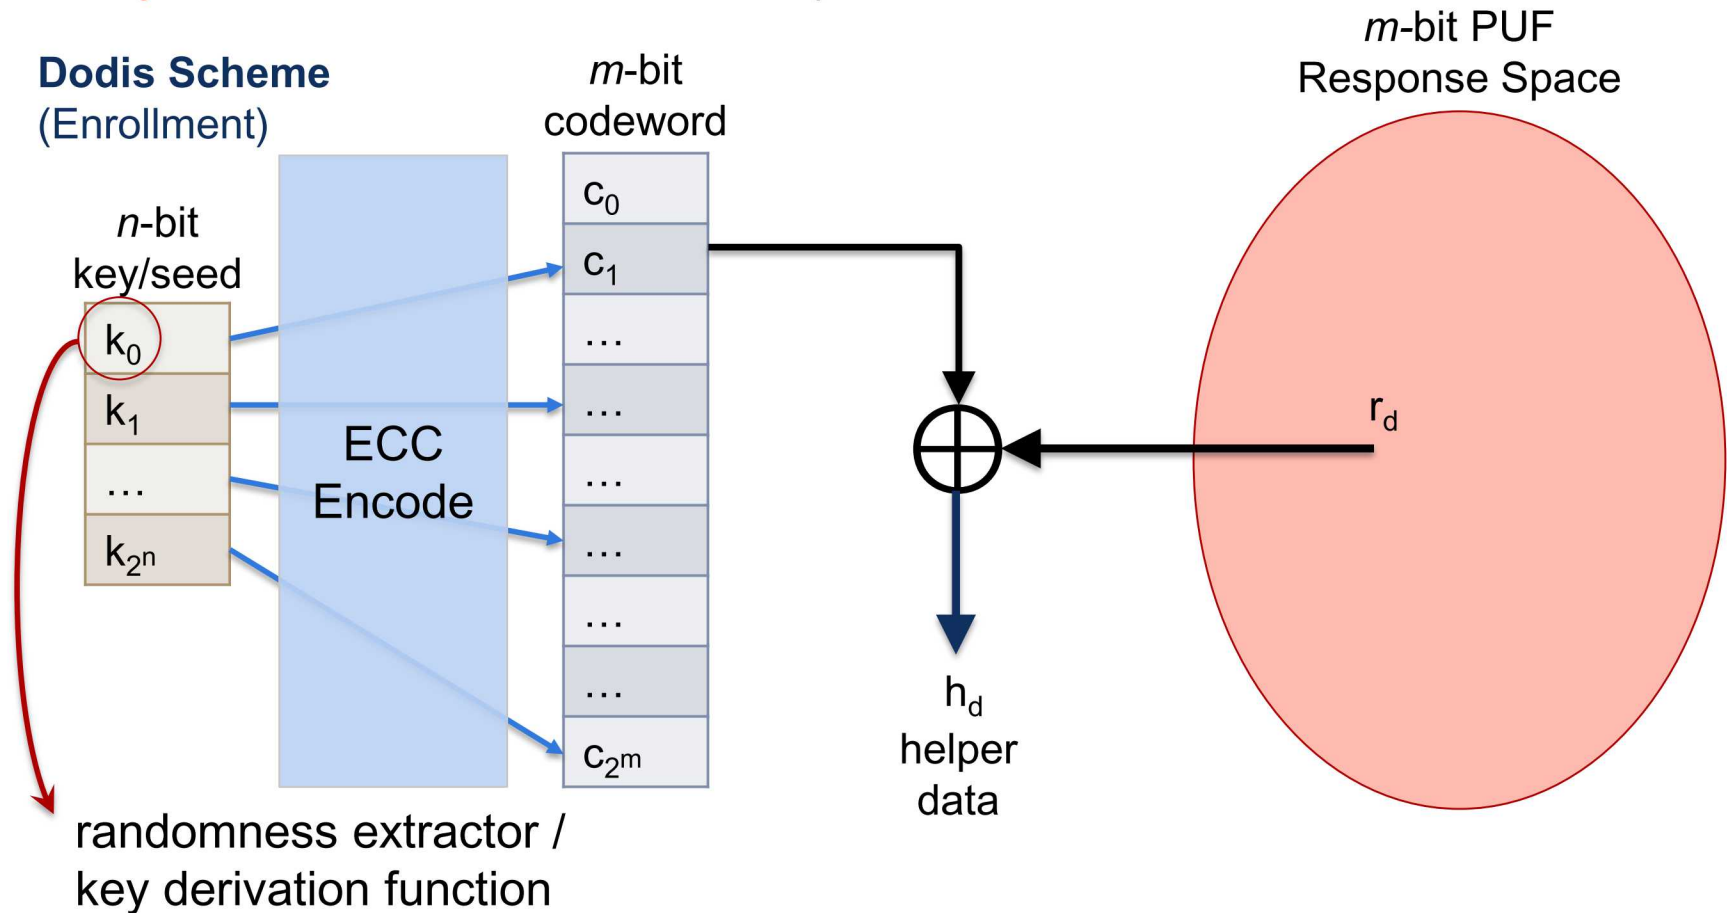 Dodis Scheme
(Enrollment)
n-bit
key/seed
k0
k1
...
k2n
ECC
Encode
m-bit
codeword
c0
c1
...
...
...
...
...
...
c2m
randomness extractor /
key derivation function
hd
helper
data
m-bit PUF
Response Space
rd